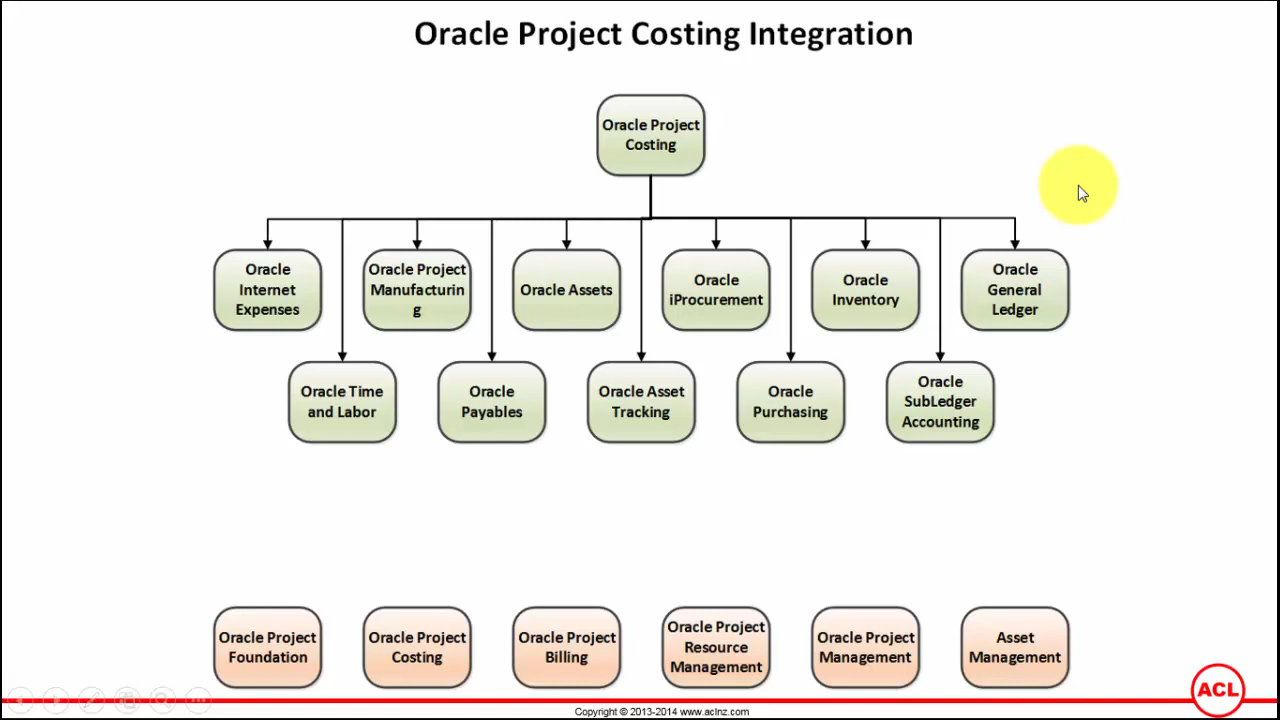 Oracle Project Costing Integration
Oracle Project
Costing
Oracle
Internet
Expenses
Oracle Project
Manufacturin
g
Oracle Assets
Oracle
iProcurement
Oracle
Inventory
Oracle
General
Ledger
Oracle Time
and Labor
Oracle
Payables
Oracle Asset
Tracking
Oracle
Purchasing
Oracle
SubLedger
Accounting
Oracle Project
Foundation
Oracle Project
Costing
Oracle Project
Billing
Oracle Project
Resource
Management
Oracle Project
Management
Asset
Management
ACL
Copyright © 2013-2014 www.aclnz.com